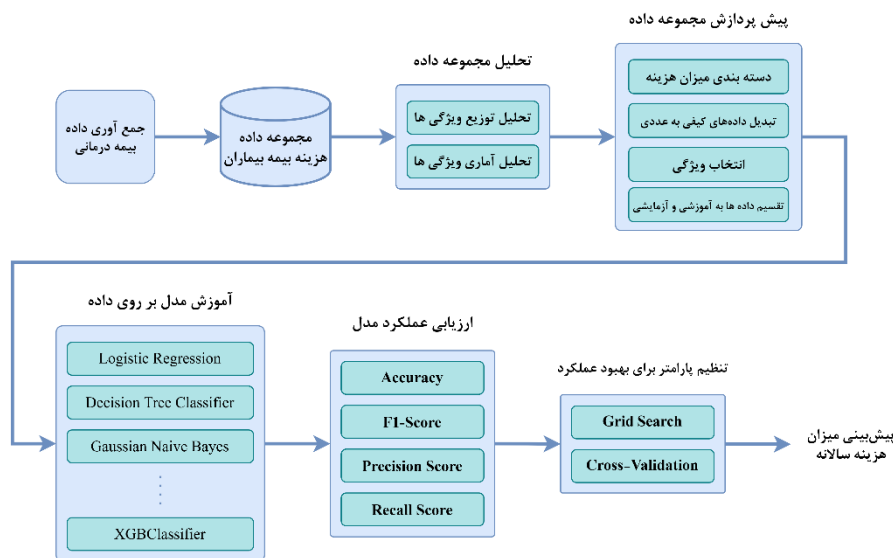 جمع آوری داده
بیمه درمانی
مجموعه داده
هزینه بیمه بیماران
تحلیل مجموعه داده
تحلیل توزیع ویژگی ها
تحلیل آماری ویژگی ها
پیش پردازش مجموعه داده
دسته بندی میزان هزینه
تبدیل داده‌های کیفی به عددی
انتخاب ویژگی
تقسیم داده ها به آموزشی و آزمایشی
آموزش مدل بر روی داده
Logistic Regression
Decision Tree Classifier
Gaussian Naive Bayes
XGBClassifier
ارزیابی عملکرد مدل
Accuracy
F1-Score
Precision Score
Recall Score
تنظیم پارامتر برای بهبود عملکرد
Grid Search
Cross-Validation
پیش‌بینی میزان
هزینه سالانه